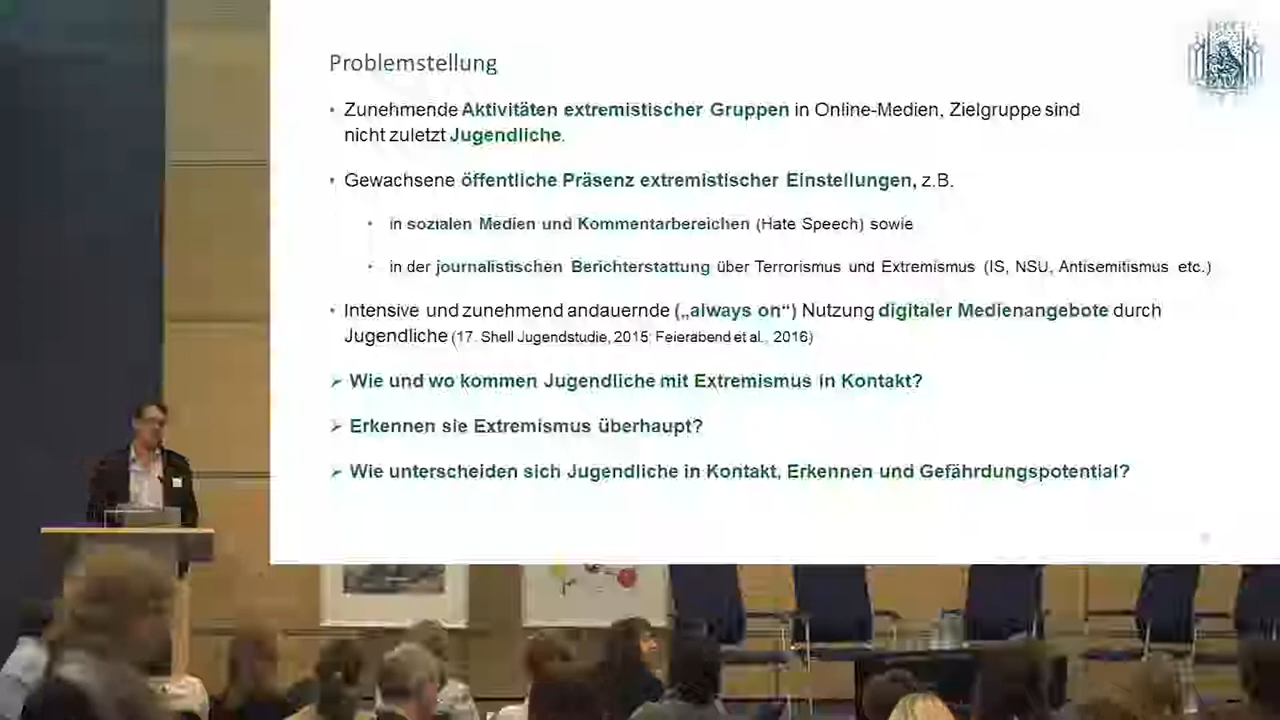 Problemstellung
• Zunehmende Aktivitäten extremistischer Gruppen in Online-Medien, Zielgruppe sind
nicht zuletzt Jugendliche.
• Gewachsene öffentliche Präsenz extremistischer Einstellungen, z.B.
• in sozialen Medien und Kommentarbereichen (Hate Speech) sowie
• in der journalistischen Berichterstattung über Terrorismus und Extremismus (IS, NSU, Antisemitismus etc.)
• Intensive und zunehmend andauernde („always on“) Nutzung digitaler Medienangebote durch
Jugendliche (17. Shell Jugendstudie, 2015; Feierabend et al., 2016)
➢ Wie und wo kommen Jugendliche mit Extremismus in Kontakt?
➢ Erkennen sie Extremismus überhaupt?
➢ Wie unterscheiden sich Jugendliche in Kontakt, Erkennen und Gefährdungspotential?